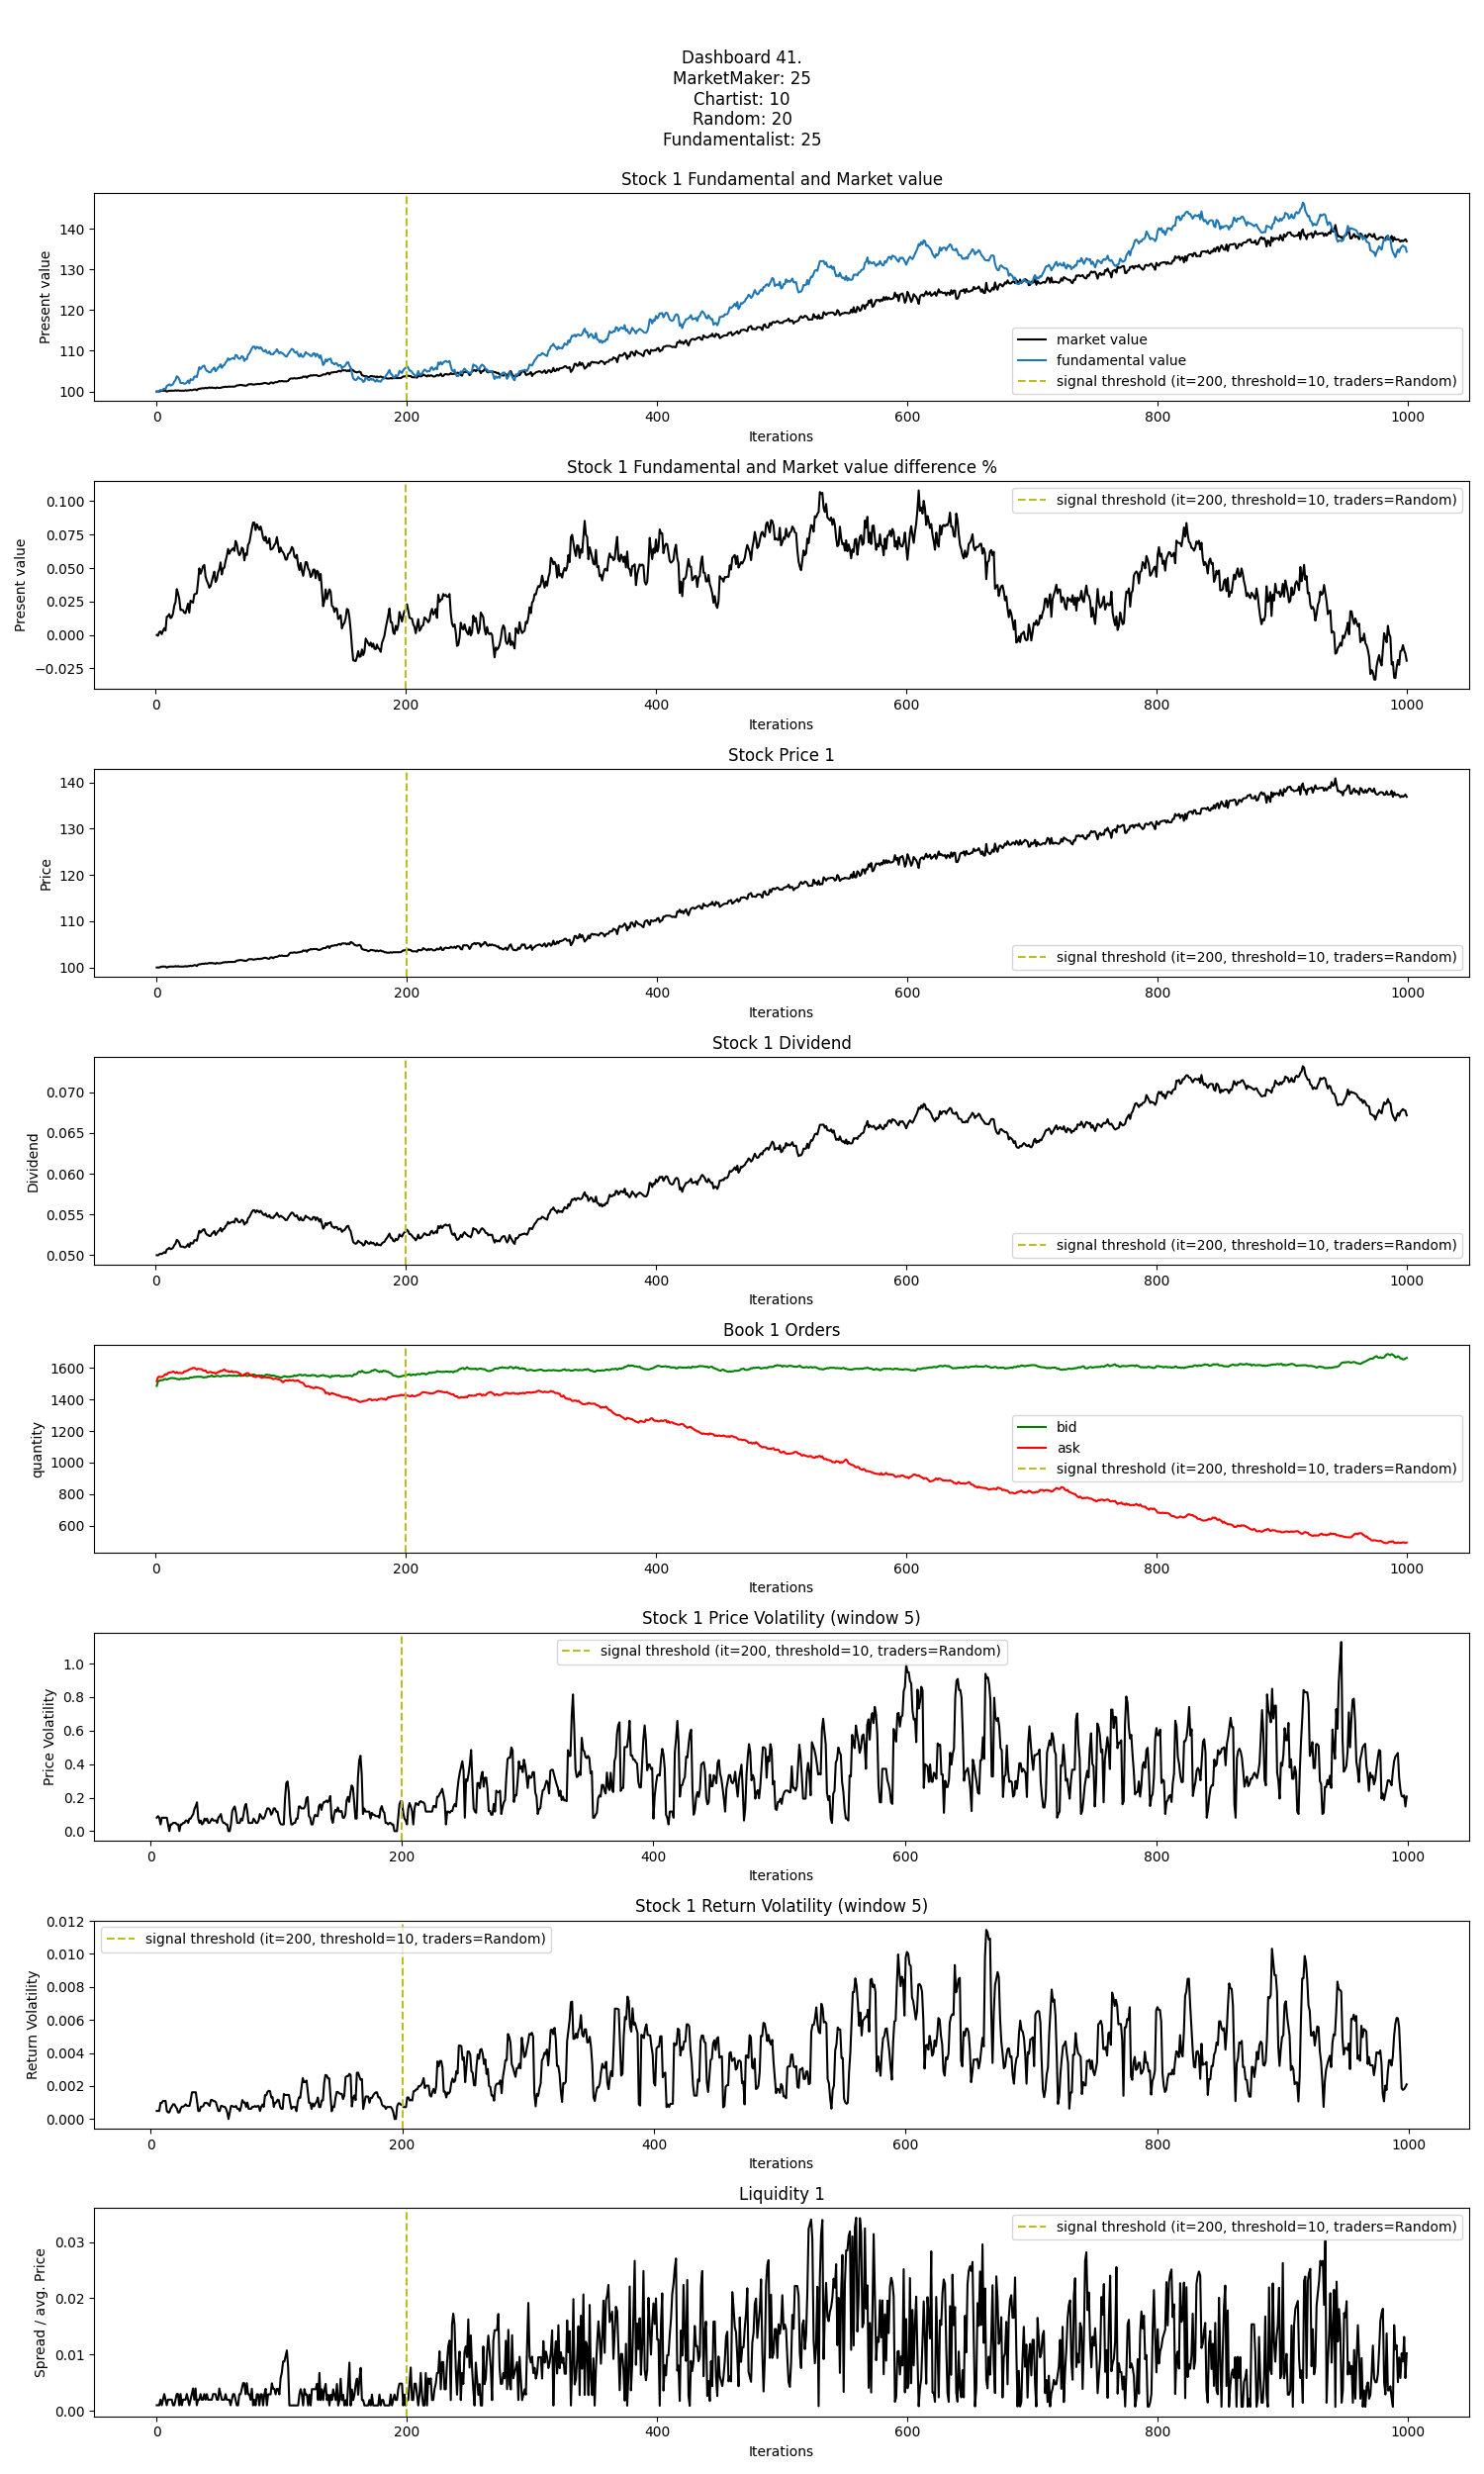 Dashboard 41.
MarketMaker: 25
Chartist: 10
Random: 20
Fundamentalist: 25
Stock 1 Fundamental and Market value
Present value
140
130
120
110
100
market value
fundamental value
signal threshold (it=200, threshold=10, traders=Random)
0 200 400 600 800 1000
Iterations
Stock 1 Fundamental and Market value difference %
Present value
0.100
0.075
0.050
0.025
0.000
−0.025
signal threshold (it=200, threshold=10, traders=Random)
0 200 400 600 800 1000
Iterations
Stock Price 1
Price
140
130
120
110
100
signal threshold (it=200, threshold=10, traders=Random)
0 200 400 600 800 1000
Iterations
Stock 1 Dividend
Dividend
0.070
0.065
0.060
0.055
0.050
signal threshold (it=200, threshold=10, traders=Random)
0 200 400 600 800 1000
Iterations
Book 1 Orders
quantity
1600
1400
1200
1000
800
600
bid
ask
signal threshold (it=200, threshold=10, traders=Random)
0 200 400 600 800 1000
Iterations
Stock 1 Price Volatility (window 5)
Price Volatility
1.0
0.8
0.6
0.4
0.2
0.0
signal threshold (it=200, threshold=10, traders=Random)
0 200 400 600 800 1000
Iterations
Stock 1 Return Volatility (window 5)
Return Volatility
0.012
0.010
0.008
0.006
0.004
0.002
0.000
signal threshold (it=200, threshold=10, traders=Random)
0 200 400 600 800 1000
Iterations
Liquidity 1
Spread / avg. Price
0.03
0.02
0.01
0.00
signal threshold (it=200, threshold=10, traders=Random)
0 200 400 600 800 1000
Iterations